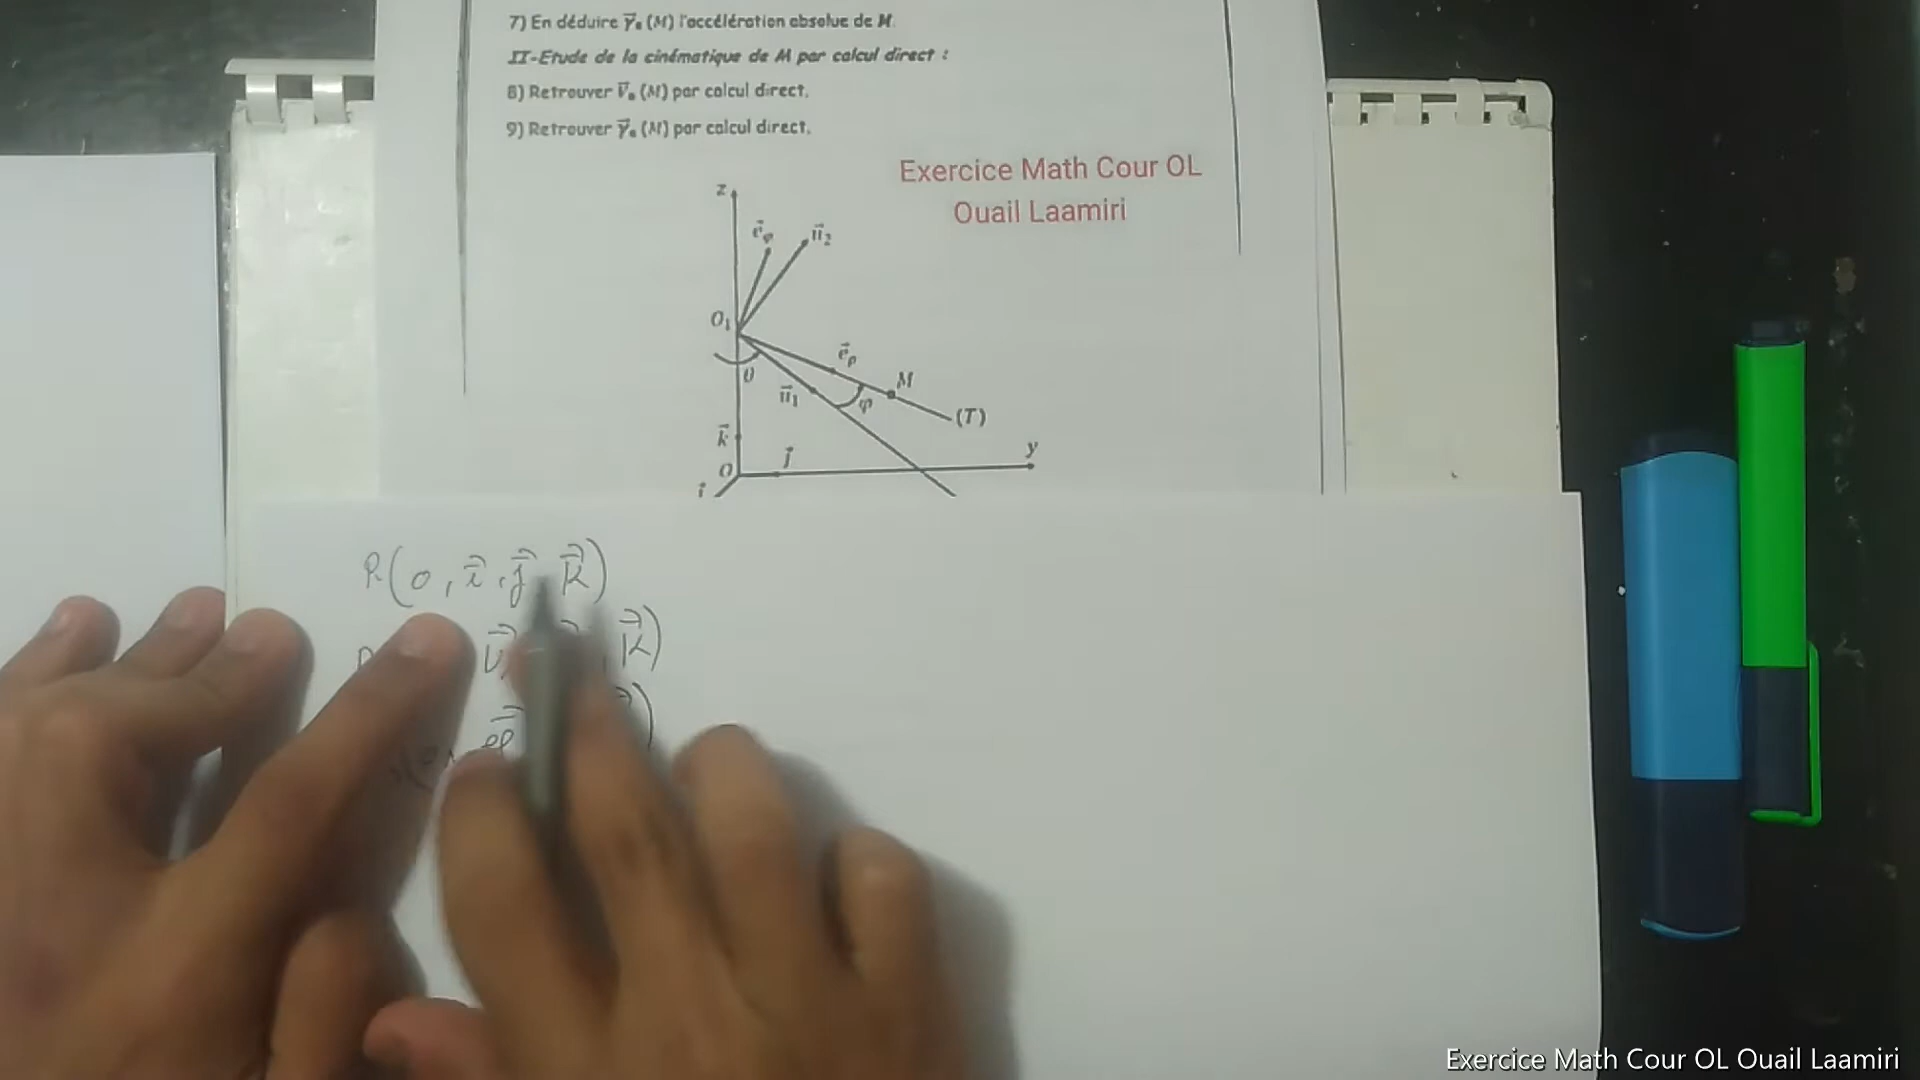 7) En déduire γ⃗ₐ (M) l'accélération absolue de M.
II-Etude de la cinématique de M par calcul direct :
8) Retrouver V⃗ₐ (M) par calcul direct.
9) Retrouver γ⃗ₐ (M) par calcul direct.
Exercice Math Cour OL
Ouail Laamiri
z
e⃗φ
u⃗₂
O₁
e⃗ρ
θ
u⃗₁
M
φ
(T)
k⃗
y
O
j⃗
i⃗
R(O, i⃗, j⃗, k⃗)
k⃗)
e⃗ρ
Exercice Math Cour OL Ouail Laamiri